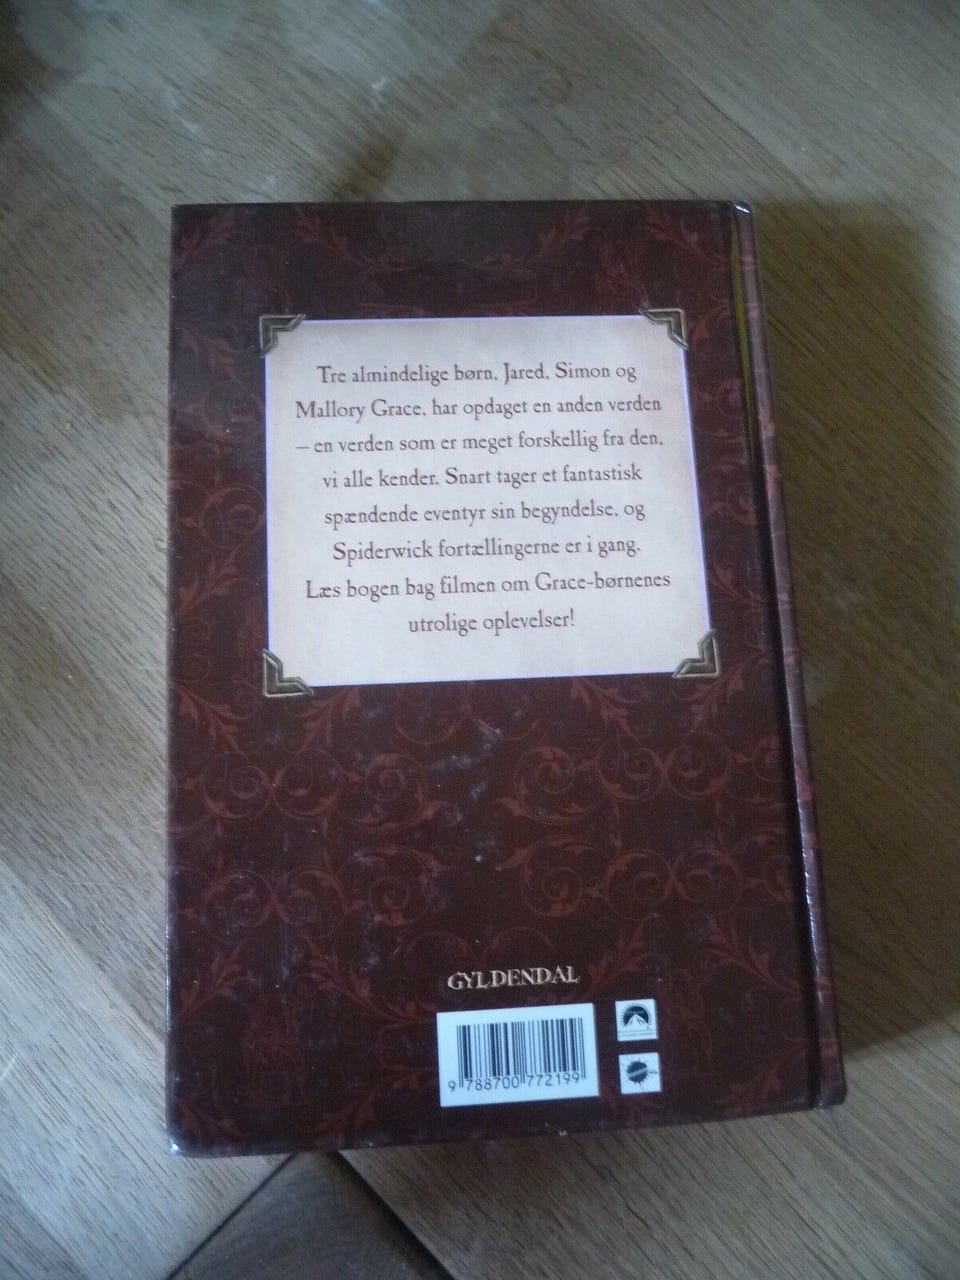 Tre almindelige børn, Jared, Simon og
Mallory Grace, har opdaget en anden verden
– en verden som er meget forskellig fra den,
vi alle kender. Snart tager et fantastisk
spændende eventyr sin begyndelse, og
Spiderwick fortællingerne er i gang.
Læs bogen bag filmen om Grace-børnenes
utrolige oplevelser!
GYLDENDAL
9 788700 772199